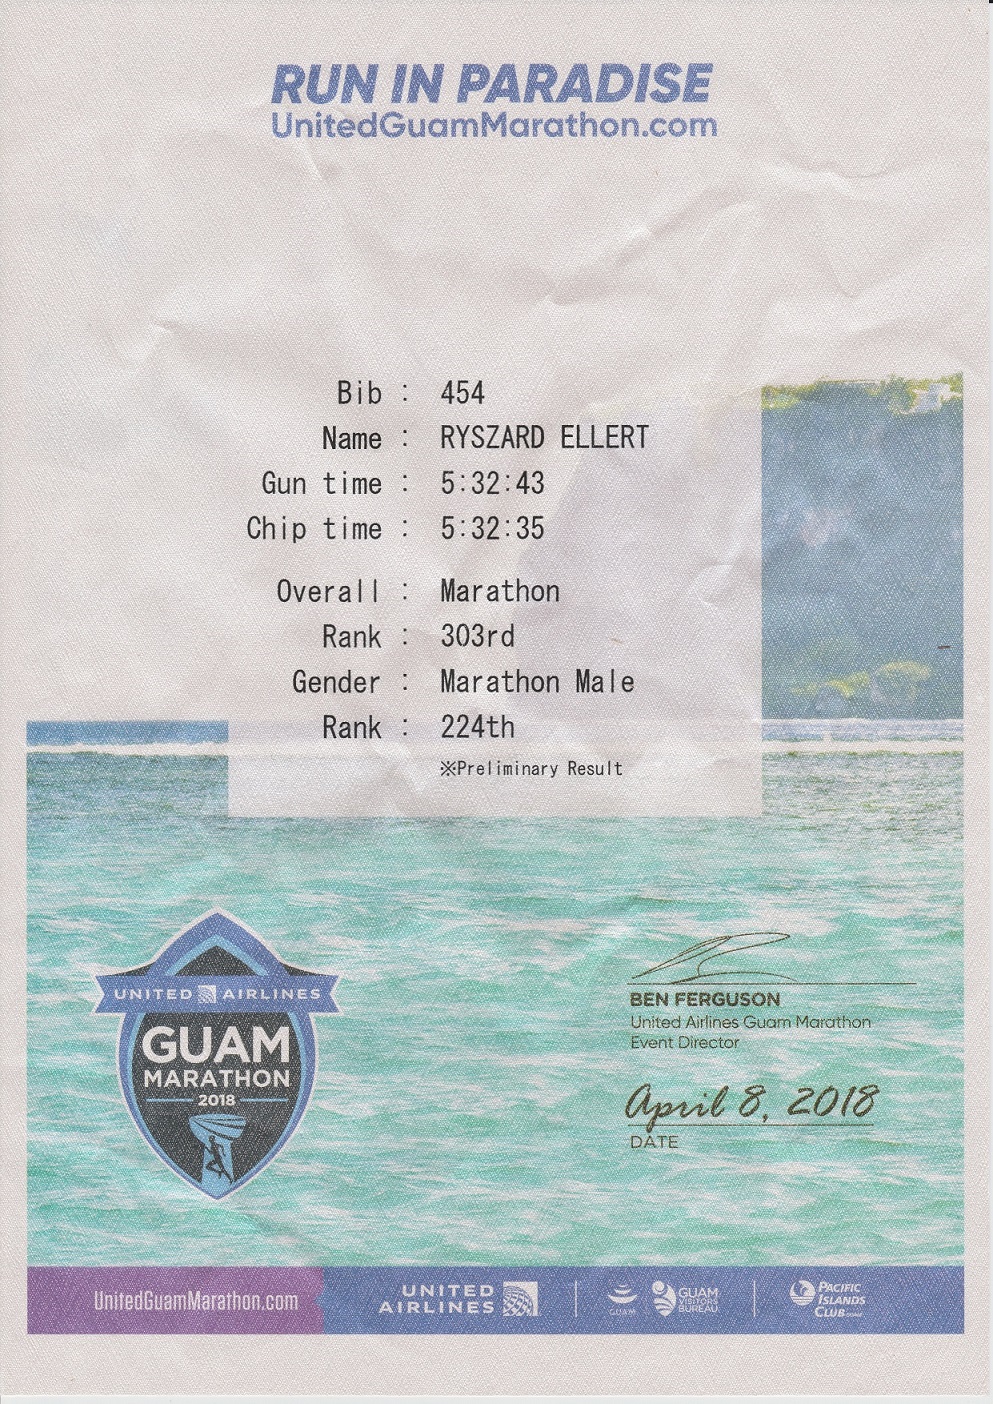 RUN IN PARADISE
UnitedGuamMarathon.com
Bib : 454
Name : RYSZARD ELLERT
Gun time : 5:32:43
Chip time : 5:32:35
Overall : Marathon
Rank : 303rd
Gender : Marathon Male
Rank : 224th
※Preliminary Result
UNITED AIRLINES
GUAM
MARATHON
2018
BEN FERGUSON
United Airlines Guam Marathon
Event Director
April 8, 2018
DATE
UnitedGuamMarathon.com
UNITED
AIRLINES
GUAM
GUAM
VISITORS
BUREAU
PACIFIC
ISLANDS
CLUB